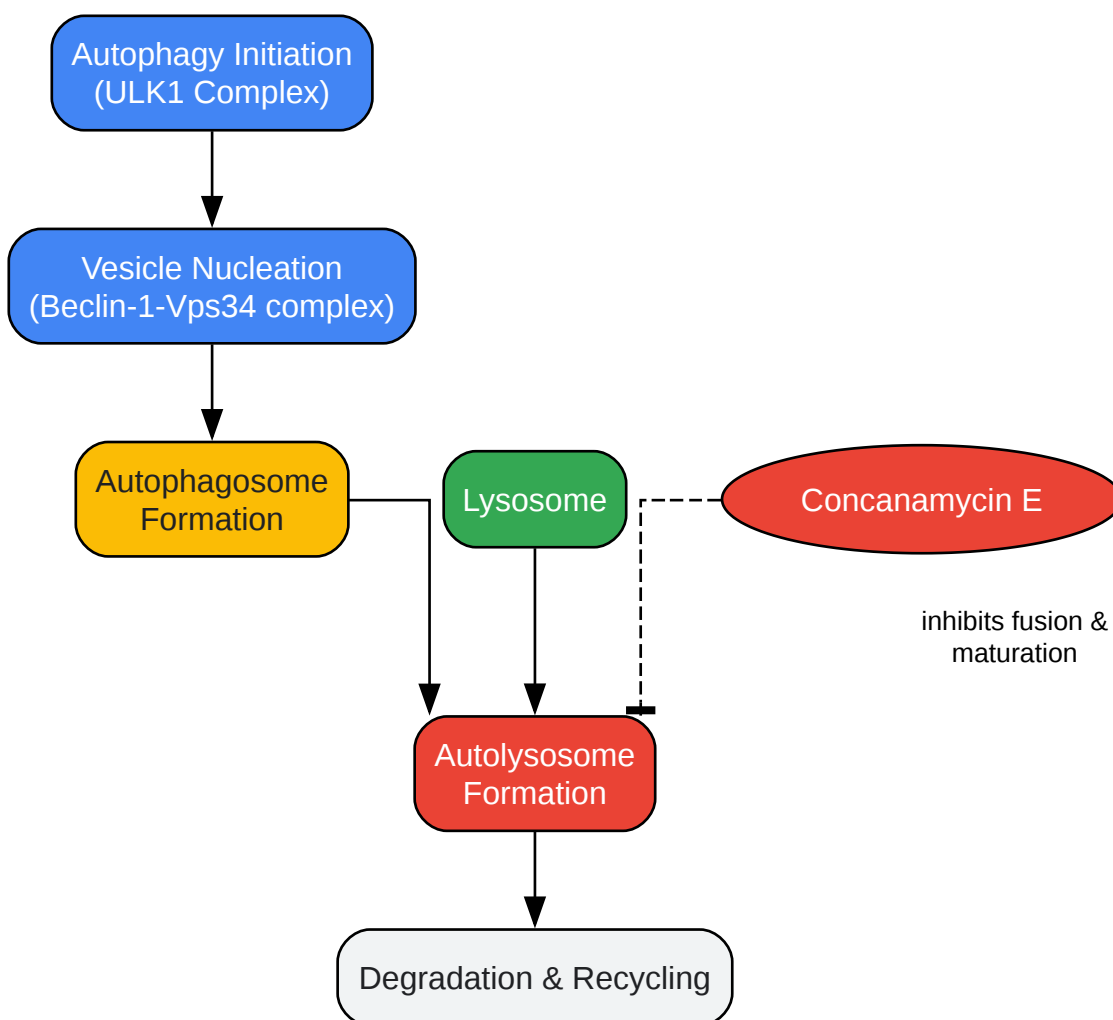 Autophagy Initiation
(ULK1 Complex)
Vesicle Nucleation
(Beclin-1-Vps34 complex)
Autophagosome
Formation
Lysosome
Concanamycin E
inhibits fusion &
maturation
Autolysosome
Formation
Degradation & Recycling